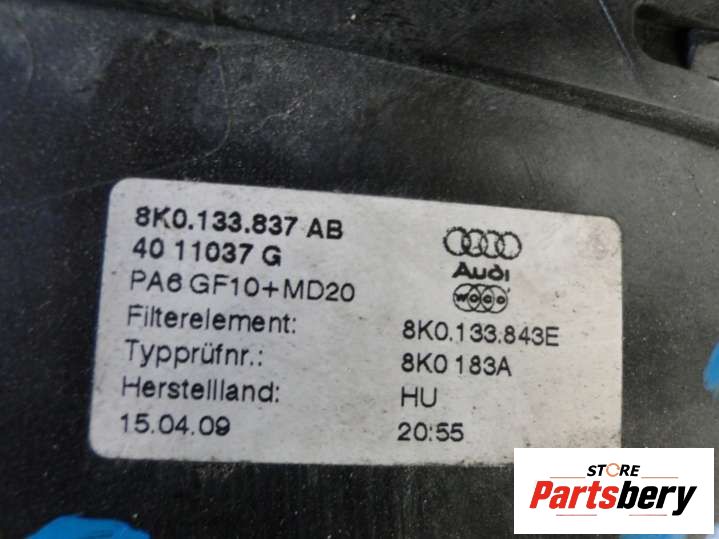 8K0.133.837 AB
40 11037 G
PA6 GF10+MD20
Audi
woco
Filterelement: 8K0.133.843E
Typprüfnr.: 8K0 183A
Herstellland: HU
15.04.09 20:55
STORE
Partsbery